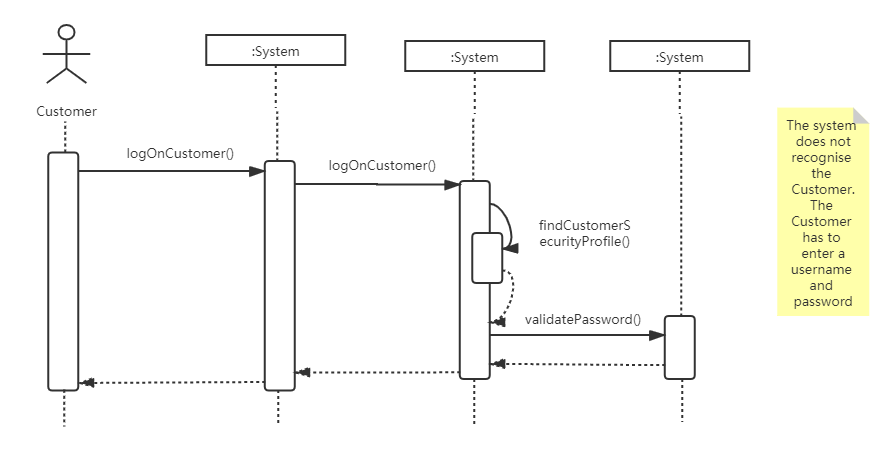 :System
:System
:System
Customer
logOnCustomer()
logOnCustomer()
findCustomerS
ecurityProfile()
validatePassword()
The system
does not
recognise
the
Customer.
The
Customer
has to
enter a
username
and
password